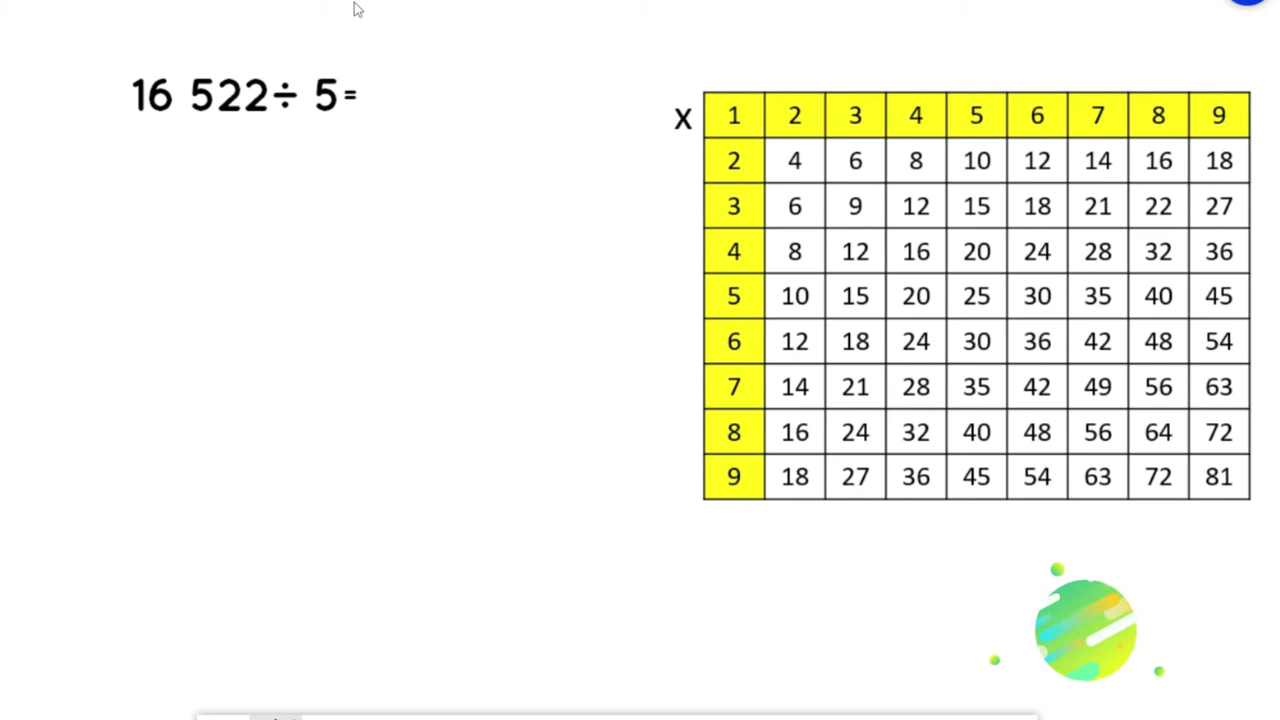 16 522÷ 5=
X 1 2 3 4 5 6 7 8 9
2 4 6 8 10 12 14 16 18
3 6 9 12 15 18 21 22 27
4 8 12 16 20 24 28 32 36
5 10 15 20 25 30 35 40 45
6 12 18 24 30 36 42 48 54
7 14 21 28 35 42 49 56 63
8 16 24 32 40 48 56 64 72
9 18 27 36 45 54 63 72 81